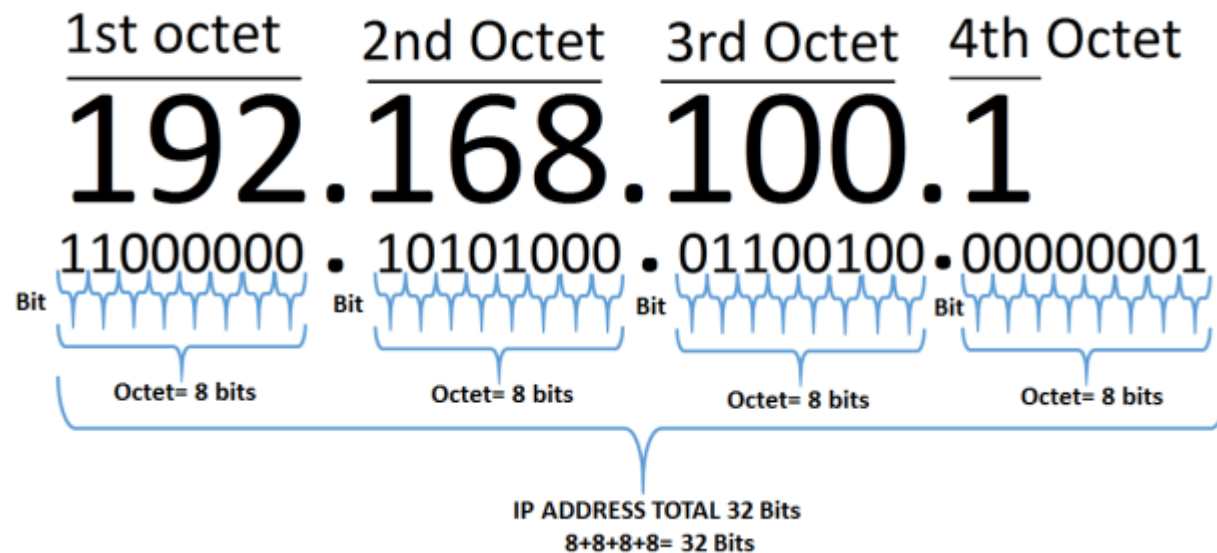 1st octet 2nd Octet 3rd Octet 4th Octet
192.168.100.1
11000000 . 10101000 . 01100100 . 00000001
Bit Bit Bit Bit
Octet= 8 bits Octet= 8 bits Octet= 8 bits Octet= 8 bits
IP ADDRESS TOTAL 32 Bits
8+8+8+8= 32 Bits